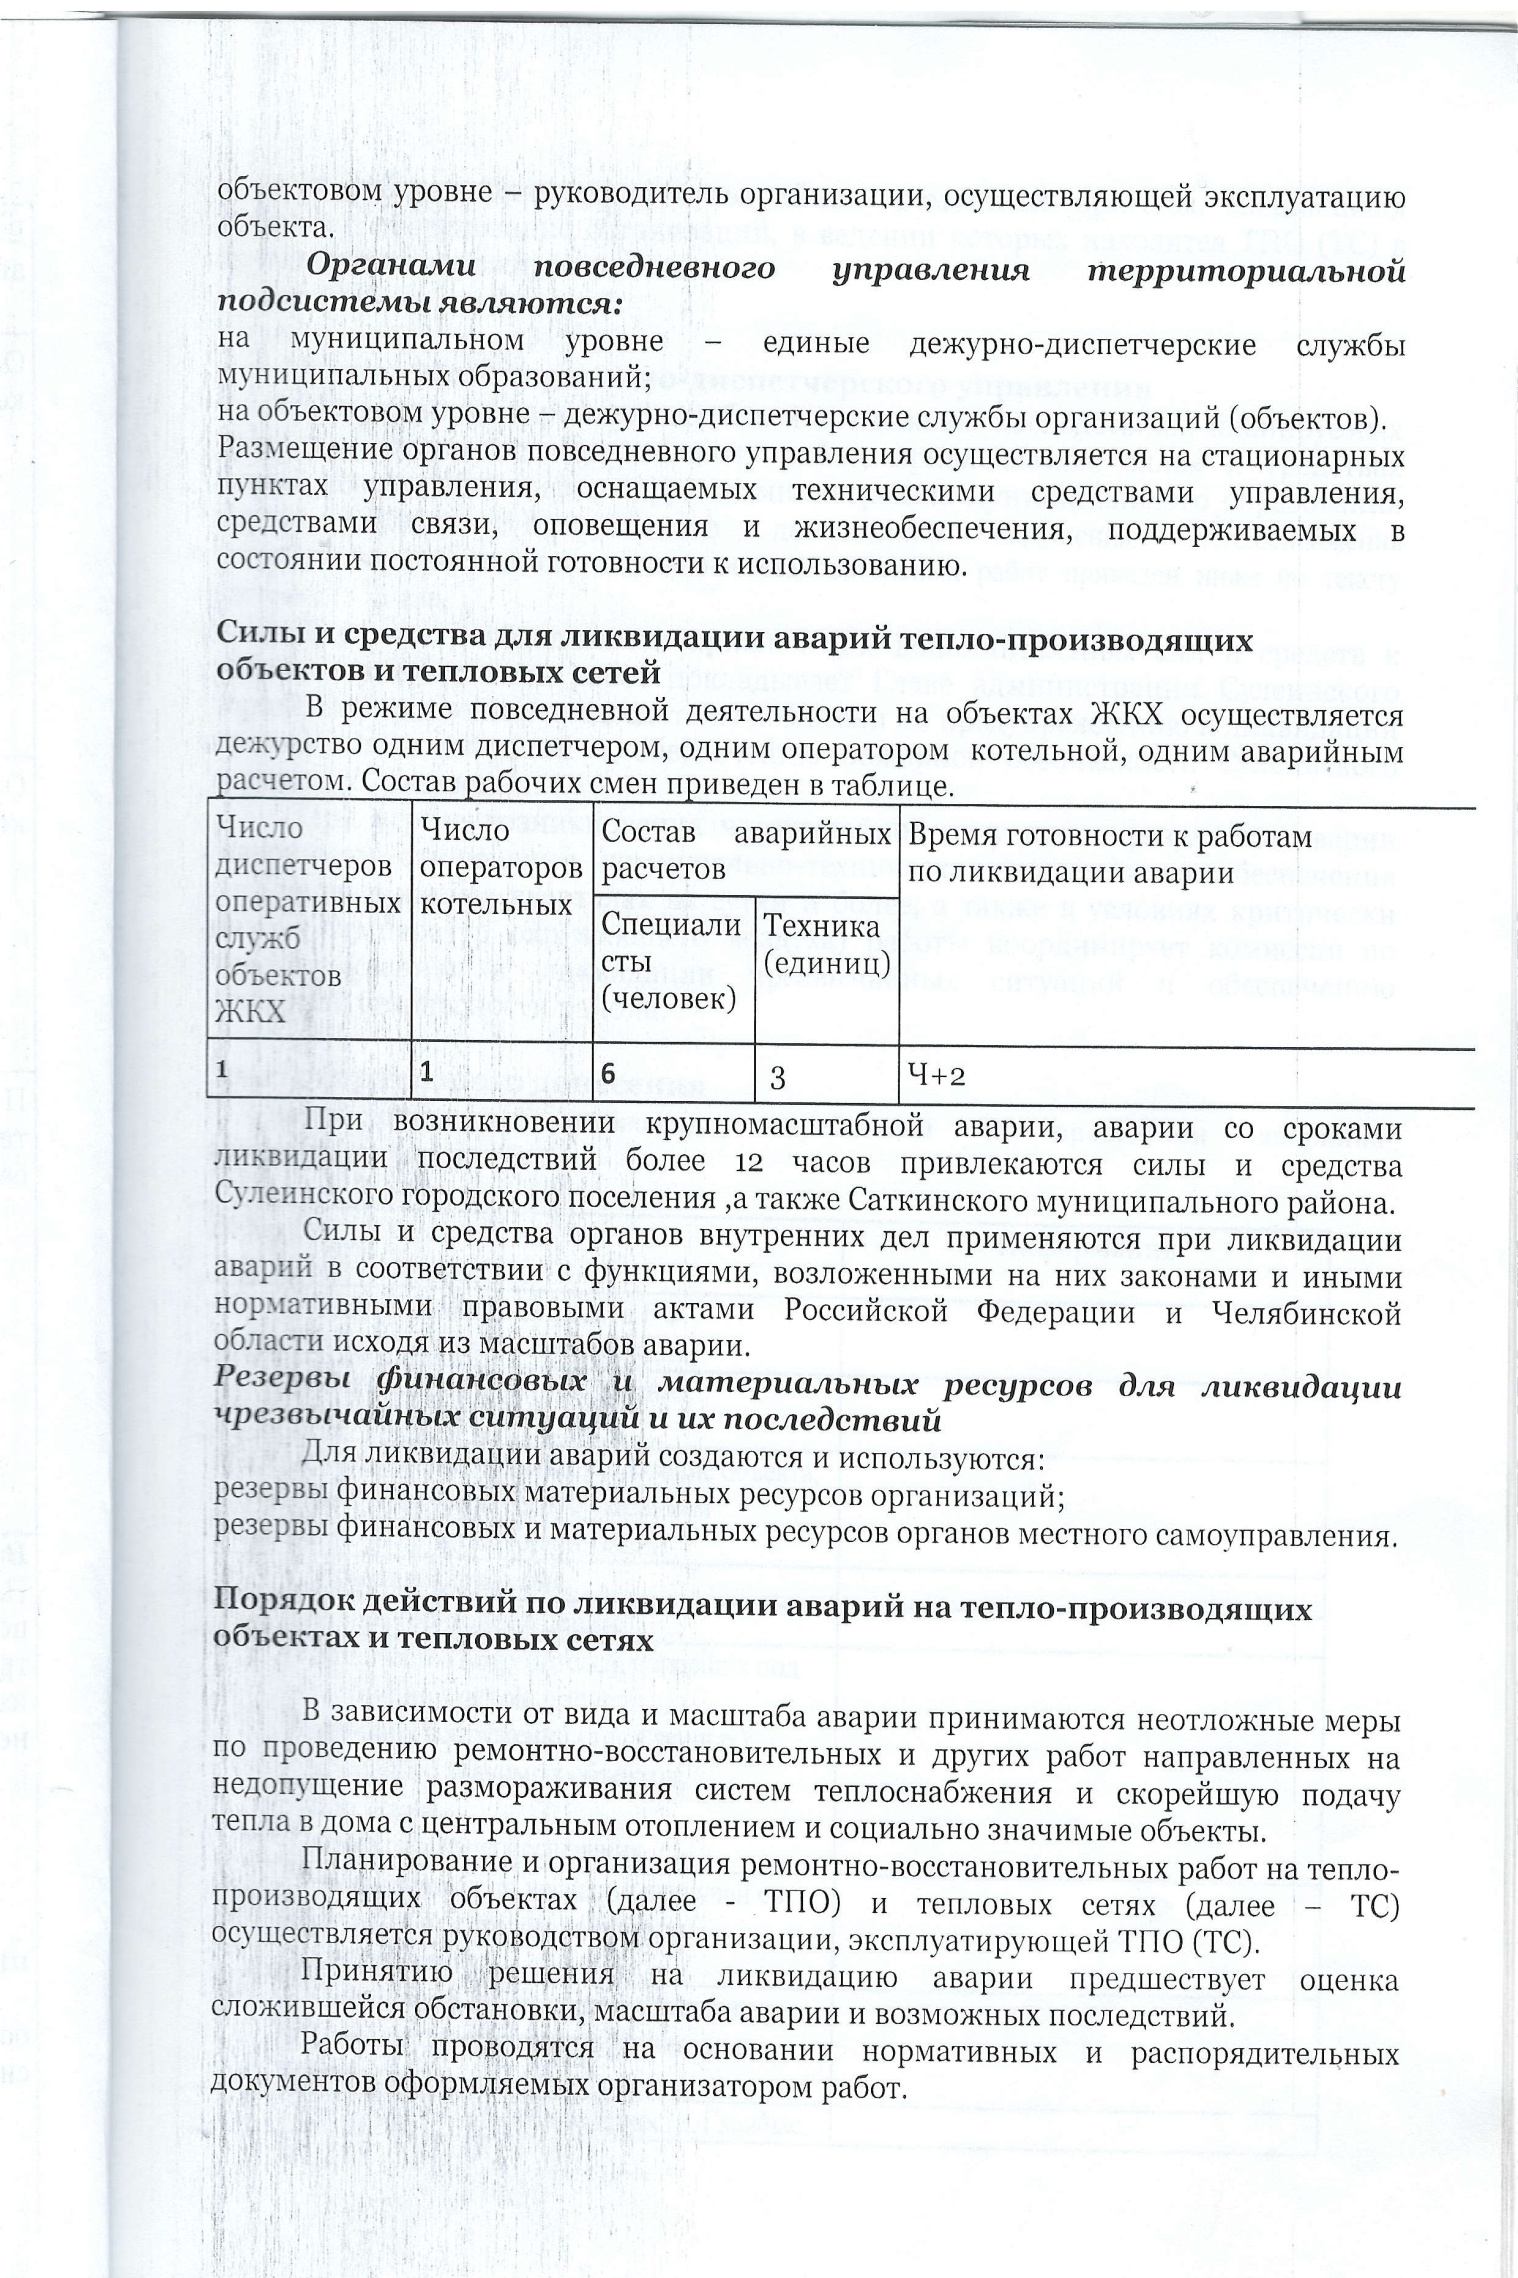 объектовом уровне – руководитель организации, осуществляющей эксплуатацию
объекта.
Органами повседневного управления территориальной
подсистемы являются:
на муниципальном уровне – единые дежурно-диспетчерские службы
муниципальных образований;
на объектовом уровне – дежурно-диспетчерские службы организаций (объектов).
Размещение органов повседневного управления осуществляется на стационарных
пунктах управления, оснащаемых техническими средствами управления,
средствами связи, оповещения и жизнеобеспечения, поддерживаемых в
состоянии постоянной готовности к использованию.
Силы и средства для ликвидации аварий тепло-производящих
объектов и тепловых сетей
В режиме повседневной деятельности на объектах ЖКХ осуществляется
дежурство одним диспетчером, одним оператором котельной, одним аварийным
расчетом. Состав рабочих смен приведен в таблице.
Число
диспетчеров
оперативных
служб
объектов
ЖКХ
Число
операторов
котельных
Состав аварийных
расчетов
Специали
сты
(человек)
Техника
(единиц)
Время готовности к работам
по ликвидации аварии
1 1 6 3 Ч+2
При возникновении крупномасштабной аварии, аварии со сроками
ликвидации последствий более 12 часов привлекаются силы и средства
Сулеинского городского поселения ,а также Саткинского муниципального района.
Силы и средства органов внутренних дел применяются при ликвидации
аварий в соответствии с функциями, возложенными на них законами и иными
нормативными правовыми актами Российской Федерации и Челябинской
области исходя из масштабов аварии.
Резервы финансовых и материальных ресурсов для ликвидации
чрезвычайных ситуаций и их последствий
Для ликвидации аварий создаются и используются:
резервы финансовых материальных ресурсов организаций;
резервы финансовых и материальных ресурсов органов местного самоуправления.
Порядок действий по ликвидации аварий на тепло-производящих
объектах и тепловых сетях
В зависимости от вида и масштаба аварии принимаются неотложные меры
по проведению ремонтно-восстановительных и других работ направленных на
недопущение размораживания систем теплоснабжения и скорейшую подачу
тепла в дома с центральным отоплением и социально значимые объекты.
Планирование и организация ремонтно-восстановительных работ на тепло-
производящих объектах (далее - ТПО) и тепловых сетях (далее – ТС)
осуществляется руководством организации, эксплуатирующей ТПО (ТС).
Принятию решения на ликвидацию аварии предшествует оценка
сложившейся обстановки, масштаба аварии и возможных последствий.
Работы проводятся на основании нормативных и распорядительных
документов оформляемых организатором работ.